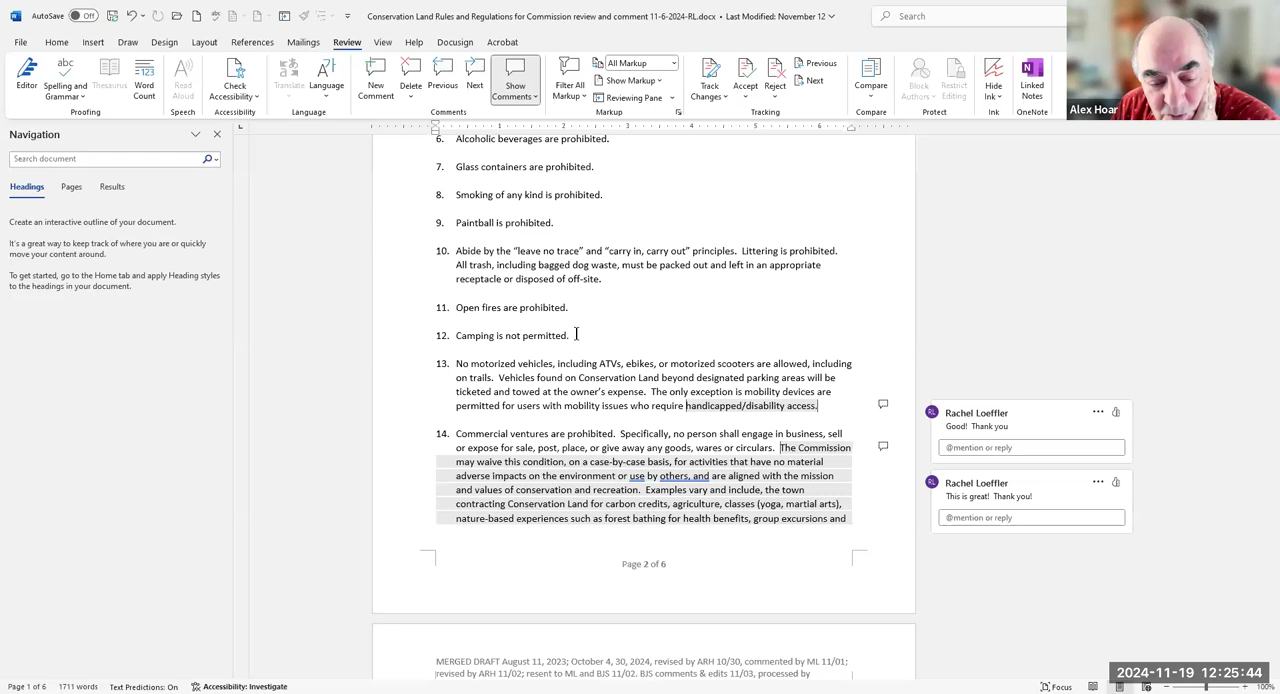 AutoSave Off
Conservation Land Rules and Regulations for Commission review and comment 11-6-2024-RL.docx • Last Modified: November 12
Search
File Home Insert Draw Design Layout References Mailings Review View Help Docusign Acrobat
Editor
Spelling and Grammar
Thesaurus
Word Count
Read Aloud
Check Accessibility
Translate
Language
New Comment
Delete
Previous
Next
Show Comments
Filter All Markup
All Markup
Show Markup
Reviewing Pane
Track Changes
Accept
Reject
Previous
Next
Compare
Block Authors
Restrict Editing
Hide Ink
Linked Notes
Proofing Speech Accessibility Language Comments Markup Tracking Compare Protect Ink OneNote
Alex Hoar
Navigation
Search document
Headings Pages Results
Create an interactive outline of your document.
It's a great way to keep track of where you are or quickly
move your content around.
To get started, go to the Home tab and apply Heading styles
to the headings in your document.
6. Alcoholic beverages are prohibited.
7. Glass containers are prohibited.
8. Smoking of any kind is prohibited.
9. Paintball is prohibited.
10. Abide by the “leave no trace” and “carry in, carry out” principles. Littering is prohibited.
All trash, including bagged dog waste, must be packed out and left in an appropriate
receptacle or disposed of off-site.
11. Open fires are prohibited.
12. Camping is not permitted.
13. No motorized vehicles, including ATVs, ebikes, or motorized scooters are allowed, including
on trails. Vehicles found on Conservation Land beyond designated parking areas will be
ticketed and towed at the owner’s expense. The only exception is mobility devices are
permitted for users with mobility issues who require handicapped/disability access.
14. Commercial ventures are prohibited. Specifically, no person shall engage in business, sell
or expose for sale, post, place, or give away any goods, wares or circulars. The Commission
may waive this condition, on a case-by-case basis, for activities that have no material
adverse impacts on the environment or use by others, and are aligned with the mission
and values of conservation and recreation. Examples vary and include, the town
contracting Conservation Land for carbon credits, agriculture, classes (yoga, martial arts),
nature-based experiences such as forest bathing for health benefits, group excursions and
Page 2 of 6
MERGED DRAFT August 11, 2023; October 4, 30, 2024, revised by ARH 10/30, commented by ML 11/01;
revised by ARH 11/02; resent to ML and BJS 11/02. BJS comments & edits 11/03, processed by
RL Rachel Loeffler
Good! Thank you
@mention or reply
RL Rachel Loeffler
This is great! Thank you!
@mention or reply
2024-11-19 12:25:44
Page 1 of 6 1711 words Text Predictions: On Accessibility: Investigate
Focus
100%